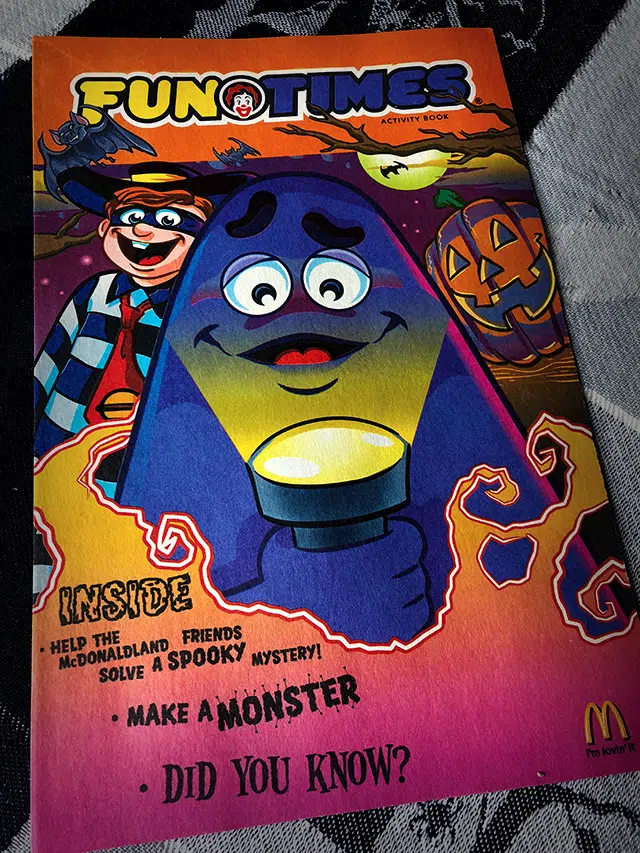 FUN TIMES®
ACTIVITY BOOK
INSIDE
• HELP THE
McDONALDLAND FRIENDS
SOLVE A SPOOKY MYSTERY!
• MAKE A MONSTER
• DID YOU KNOW?
M
i'm lovin' it